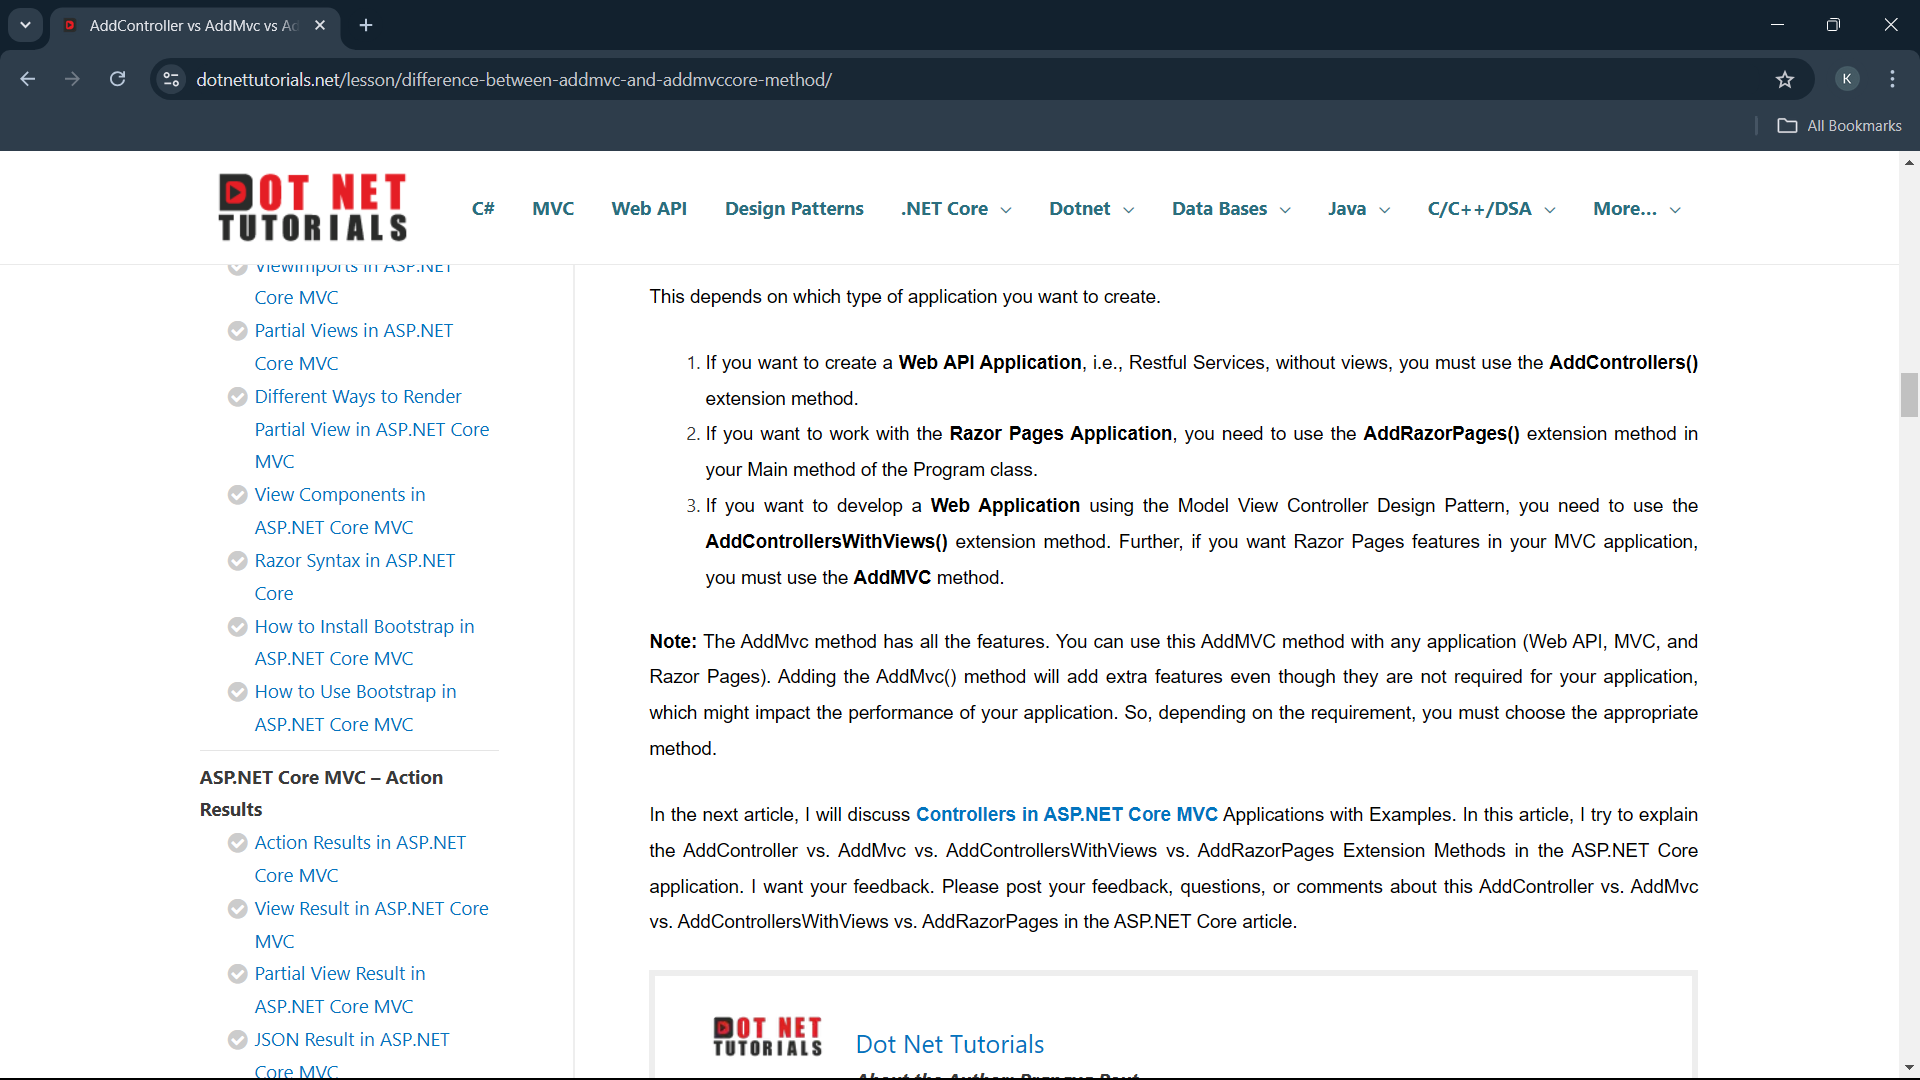 AddController vs AddMvc vs Ad
dotnettutorials.net/lesson/difference-between-addmvc-and-addmvccore-method/
K
All Bookmarks
DOT NET
TUTORIALS
C# MVC Web API Design Patterns .NET Core Dotnet Data Bases Java C/C++/DSA More...
ViewImports in ASP.NET
Core MVC
Partial Views in ASP.NET
Core MVC
Different Ways to Render
Partial View in ASP.NET Core
MVC
View Components in
ASP.NET Core MVC
Razor Syntax in ASP.NET
Core
How to Install Bootstrap in
ASP.NET Core MVC
How to Use Bootstrap in
ASP.NET Core MVC
ASP.NET Core MVC – Action
Results
Action Results in ASP.NET
Core MVC
View Result in ASP.NET Core
MVC
Partial View Result in
ASP.NET Core MVC
JSON Result in ASP.NET
Core MVC
This depends on which type of application you want to create.
1. If you want to create a Web API Application, i.e., Restful Services, without views, you must use the AddControllers()
extension method.
2. If you want to work with the Razor Pages Application, you need to use the AddRazorPages() extension method in
your Main method of the Program class.
3. If you want to develop a Web Application using the Model View Controller Design Pattern, you need to use the
AddControllersWithViews() extension method. Further, if you want Razor Pages features in your MVC application,
you must use the AddMVC method.
Note: The AddMvc method has all the features. You can use this AddMVC method with any application (Web API, MVC, and
Razor Pages). Adding the AddMvc() method will add extra features even though they are not required for your application,
which might impact the performance of your application. So, depending on the requirement, you must choose the appropriate
method.
In the next article, I will discuss Controllers in ASP.NET Core MVC Applications with Examples. In this article, I try to explain
the AddController vs. AddMvc vs. AddControllersWithViews vs. AddRazorPages Extension Methods in the ASP.NET Core
application. I want your feedback. Please post your feedback, questions, or comments about this AddController vs. AddMvc
vs. AddControllersWithViews vs. AddRazorPages in the ASP.NET Core article.
DOT NET
TUTORIALS
Dot Net Tutorials
About the Author: Pranaya Rout